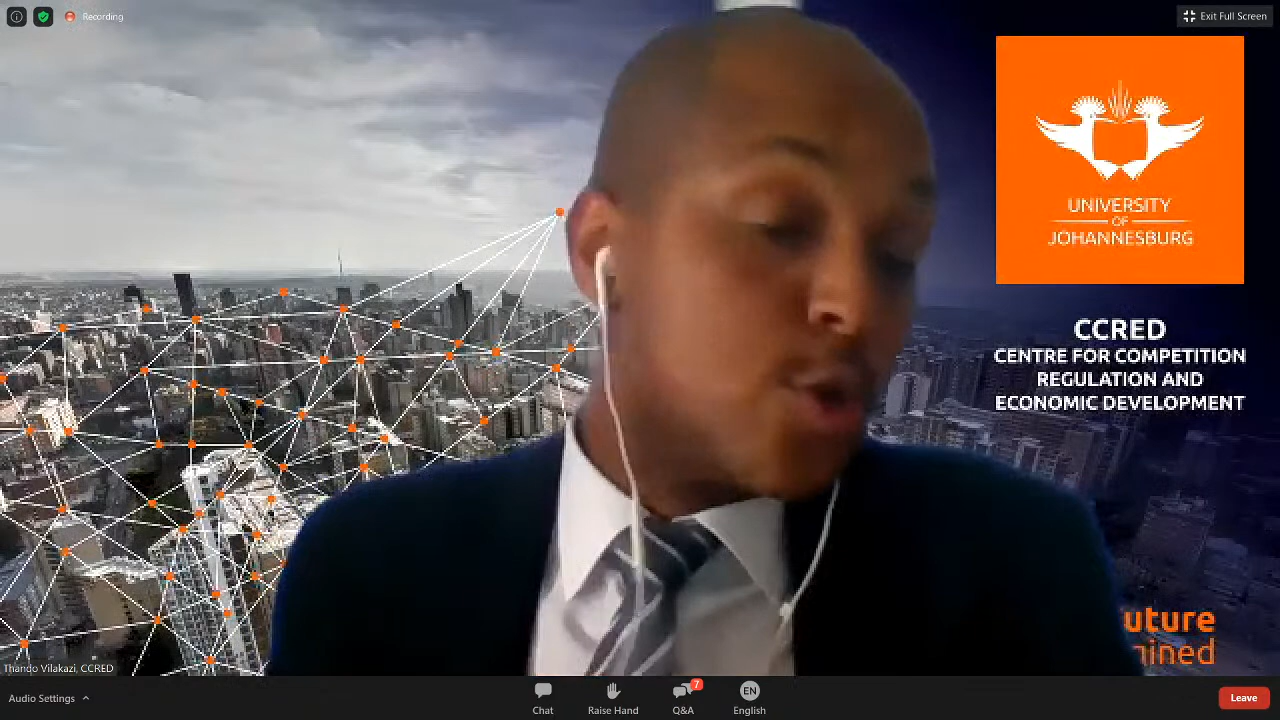 Recording
Exit Full Screen
UNIVERSITY
OF
JOHANNESBURG
CCRED
CENTRE FOR COMPETITION
REGULATION AND
ECONOMIC DEVELOPMENT
uture
ined
Thando Vilakazi, CCRED
Audio Settings
Chat
Raise Hand
7
Q&A
EN
English
Leave